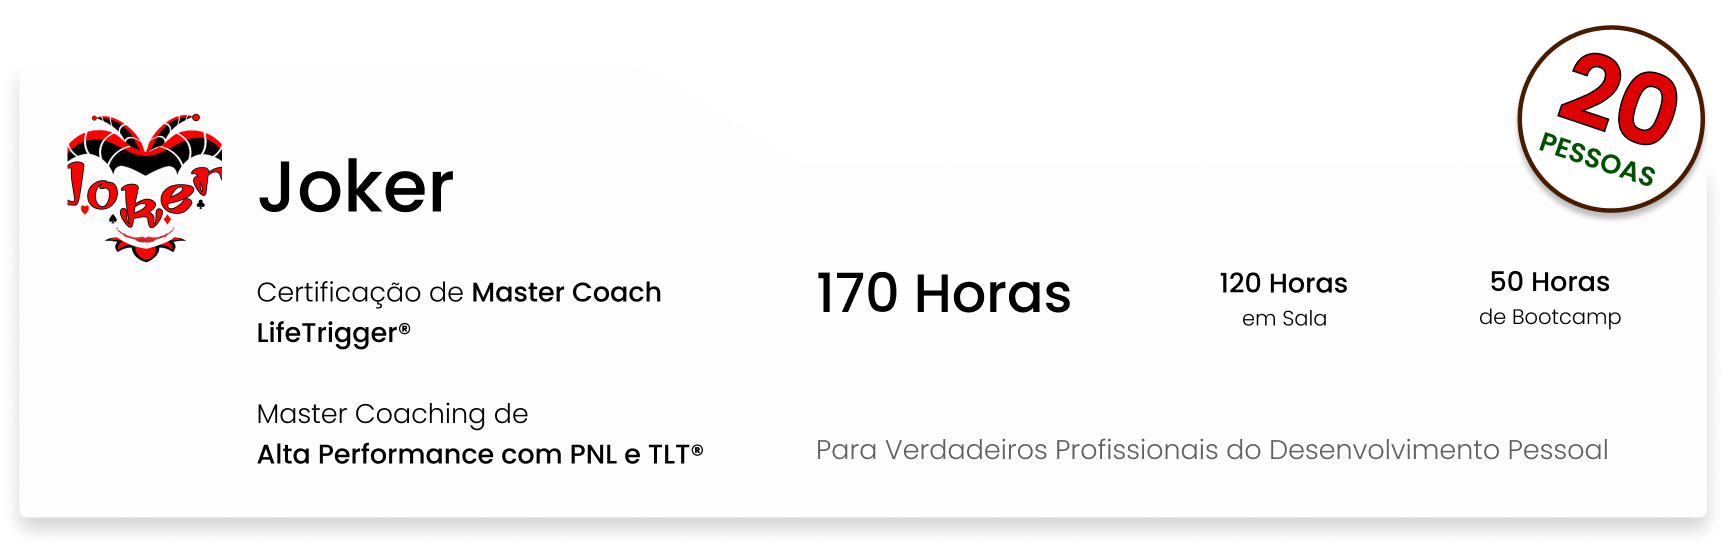 20
PESSOAS
Joker
Joker
Certificação de Master Coach
LifeTrigger®
170 Horas
120 Horas
em Sala
50 Horas
de Bootcamp
Master Coaching de
Alta Performance com PNL e TLT®
Para Verdadeiros Profissionais do Desenvolvimento Pessoal